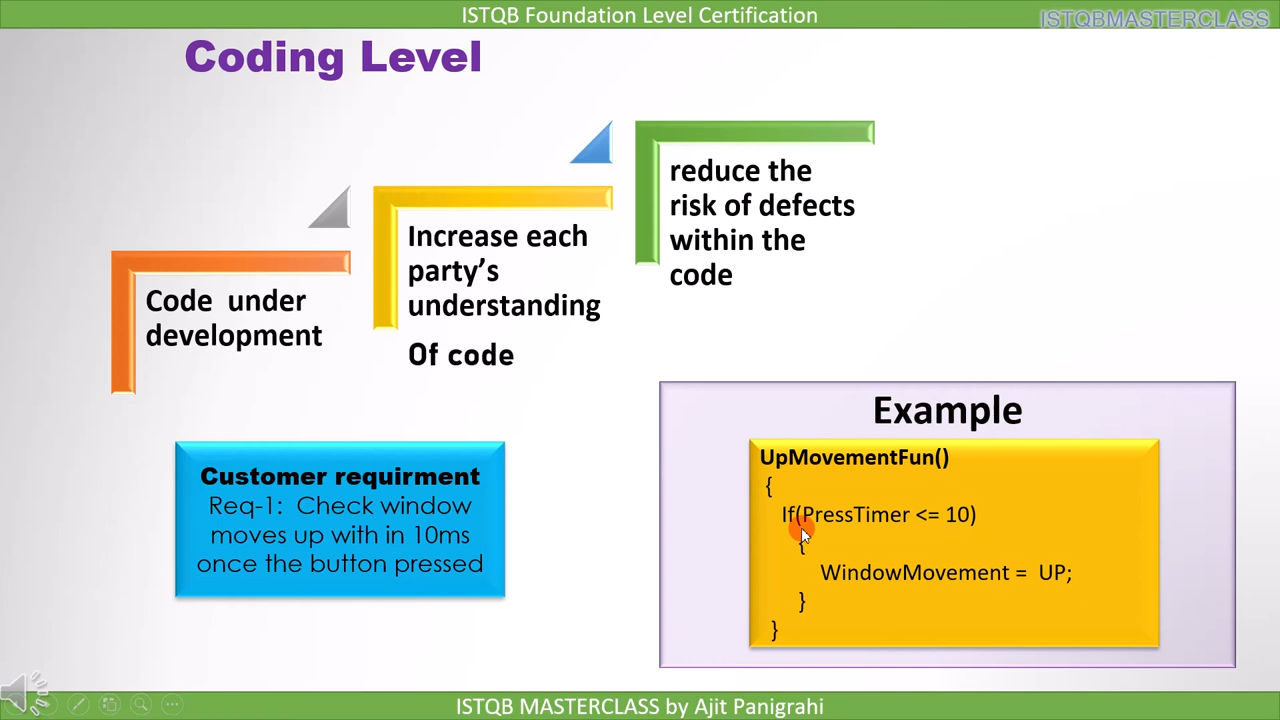 ISTQB Foundation Level Certification
ISTQBMASTERCLASS
Coding Level
Code under
development
Increase each
party's
understanding
Of code
reduce the
risk of defects
within the
code
Customer requirment
Req-1: Check window
moves up with in 10ms
once the button pressed
Example
UpMovementFun()
{
If(PressTimer <= 10)
{
WindowMovement = UP;
}
}
ISTQB MASTERCLASS by Ajit Panigrahi